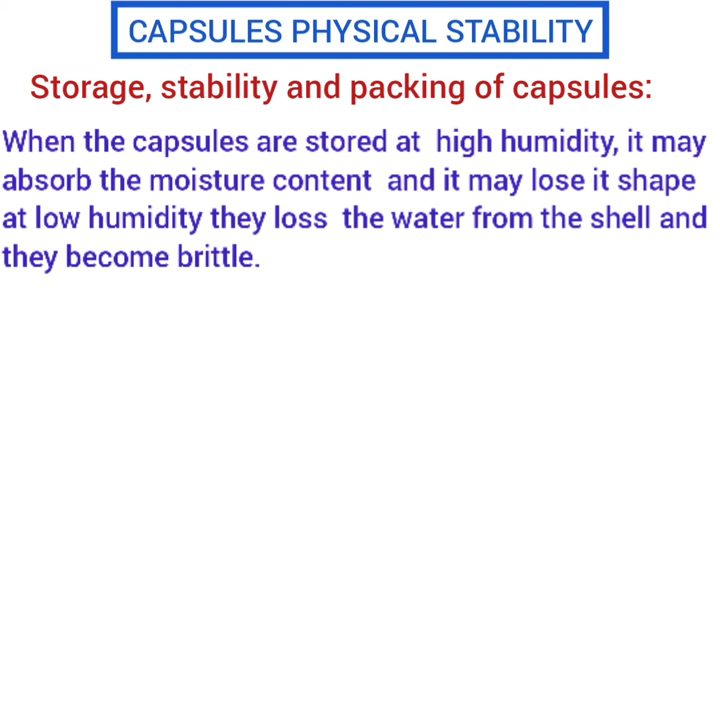 CAPSULES PHYSICAL STABILITY
Storage, stability and packing of capsules:
When the capsules are stored at high humidity, it may
absorb the moisture content and it may lose it shape
at low humidity they loss the water from the shell and
they become brittle.